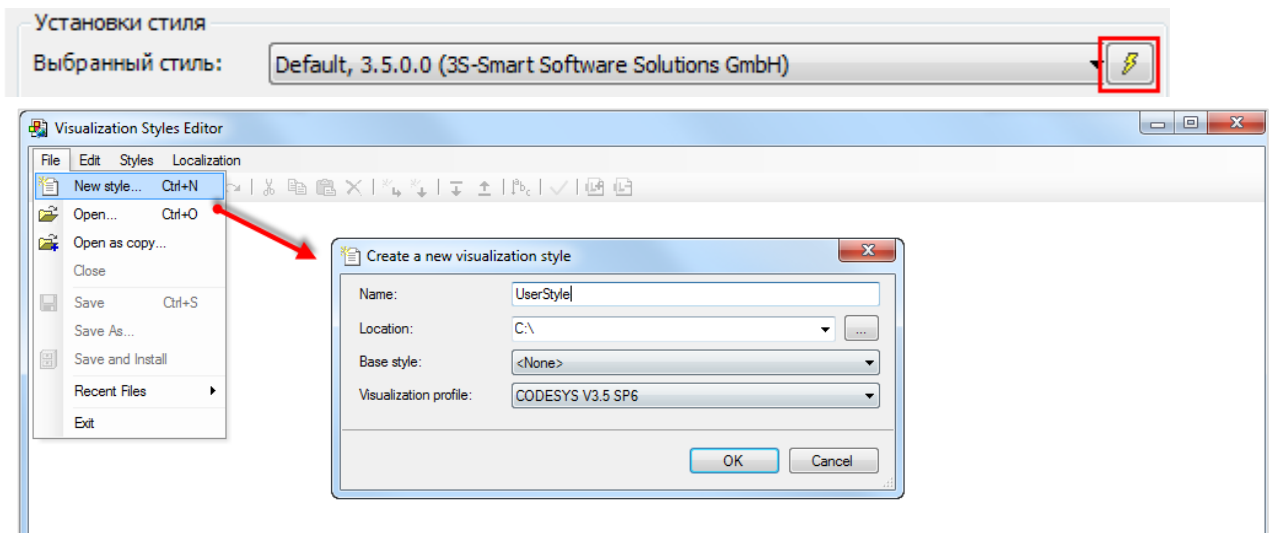 Установки стиля
Выбранный стиль: Default, 3.5.0.0 (3S-Smart Software Solutions GmbH)
Visualization Styles Editor
File Edit Styles Localization
New style... Ctrl+N
Open... Ctrl+O
Open as copy...
Close
Save Ctrl+S
Save As...
Save and Install
Recent Files
Exit
Create a new visualization style
Name: UserStyle
Location: C:\ ...
Base style: <None>
Visualization profile: CODESYS V3.5 SP6
OK Cancel